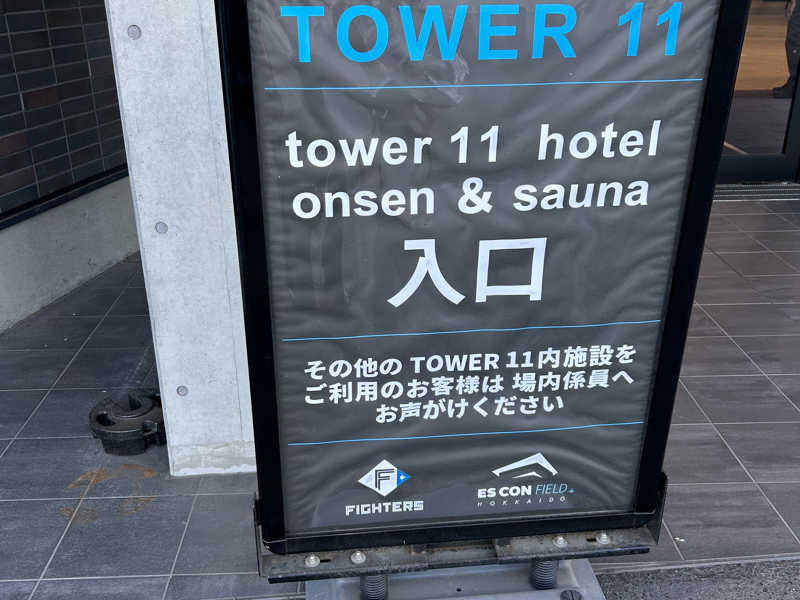 TOWER 11
tower 11 hotel
onsen & sauna
入口
その他の TOWER 11内施設を
ご利用のお客様は 場内係員へ
お声がけください
F
FIGHTERS
ES CON FIELD
HOKKAIDO